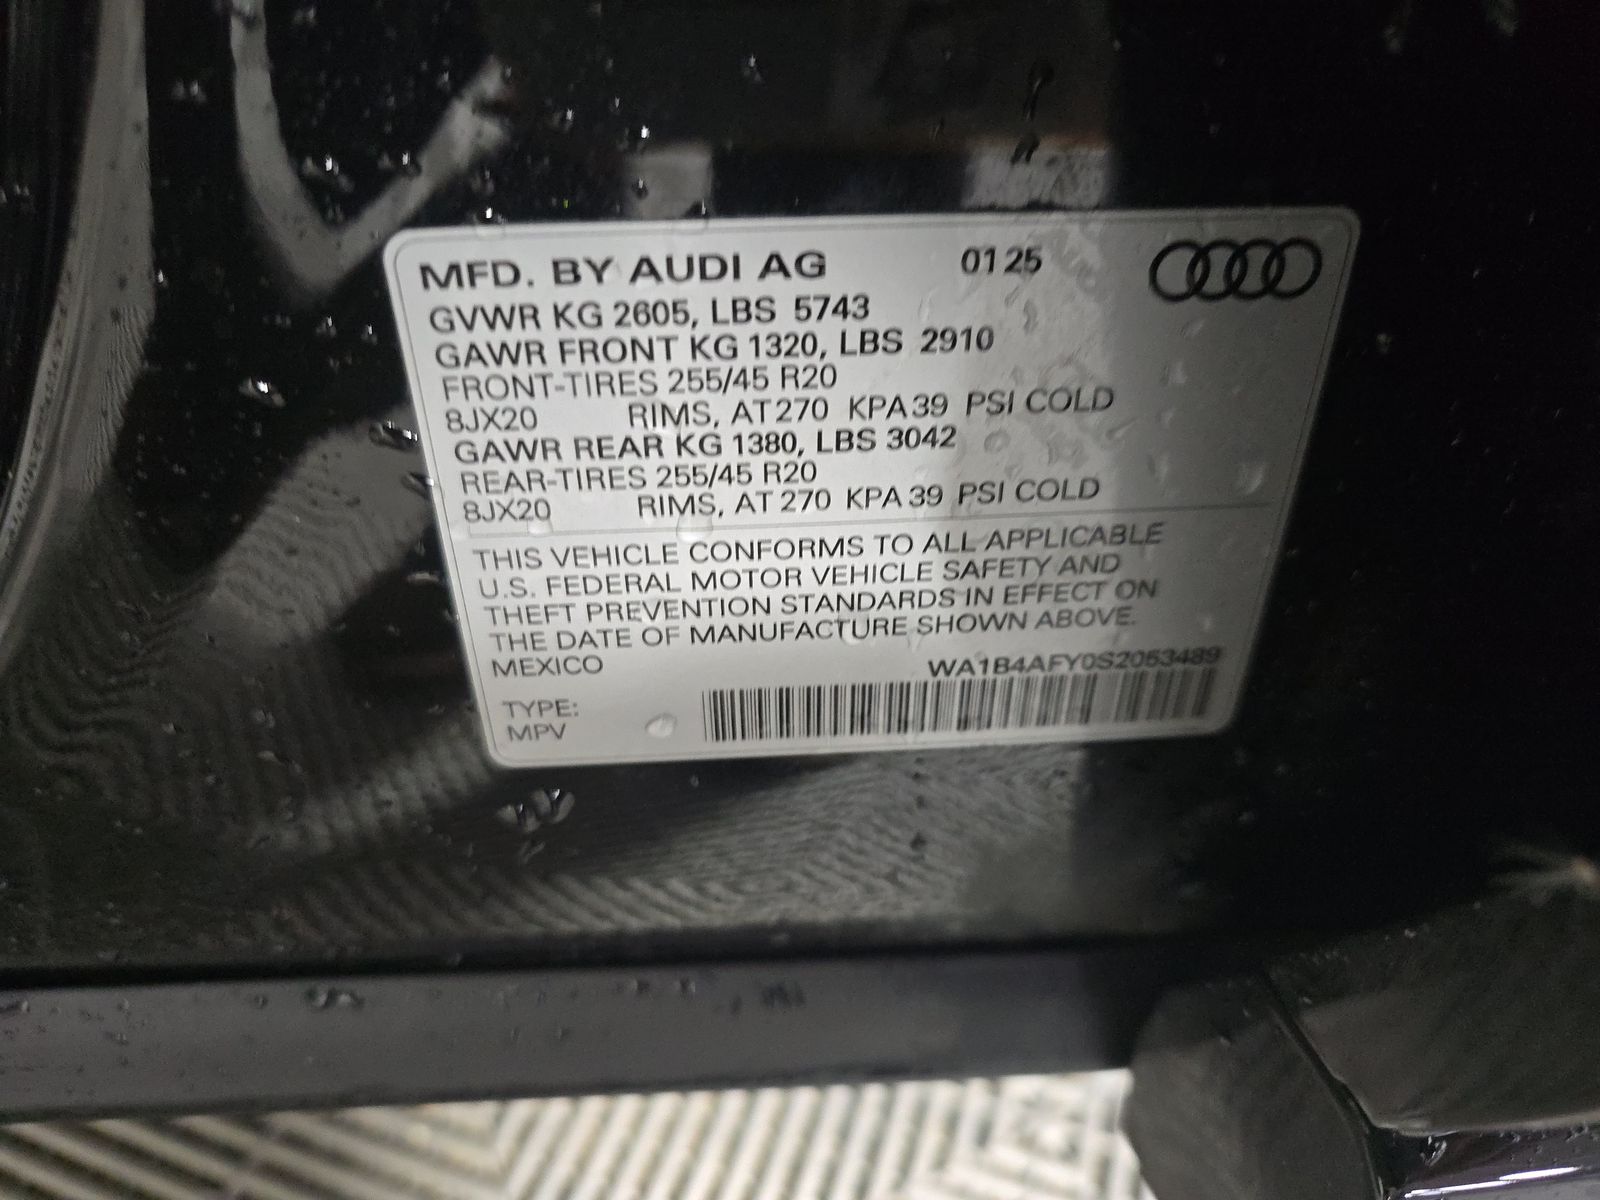 MFD. BY AUDI AG 01 25
GVWR KG 2605, LBS 5743
GAWR FRONT KG 1320, LBS 2910
FRONT-TIRES 255/45 R20
8JX20 RIMS, AT 270 KPA 39 PSI COLD
GAWR REAR KG 1380, LBS 3042
REAR-TIRES 255/45 R20
8JX20 RIMS, AT 270 KPA 39 PSI COLD
THIS VEHICLE CONFORMS TO ALL APPLICABLE
U.S. FEDERAL MOTOR VEHICLE SAFETY AND
THEFT PREVENTION STANDARDS IN EFFECT ON
THE DATE OF MANUFACTURE SHOWN ABOVE.
MEXICO WA1B4AFY0S2053489
TYPE:
MPV